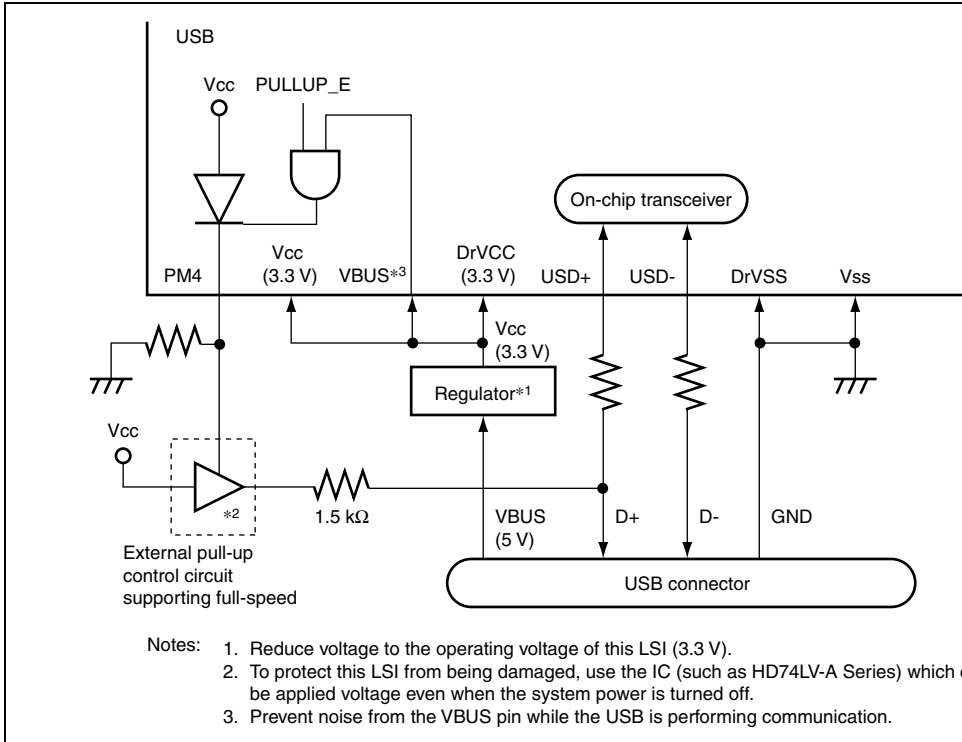 USB
Vcc
PULLUP_E
On-chip transceiver
PM4
Vcc
(3.3 V)
VBUS*3
DrVCC
(3.3 V)
USD+
USD-
DrVSS
Vss
Vcc
(3.3 V)
Regulator*1
Vcc
*2
1.5 kΩ
VBUS
(5 V)
D+
D-
GND
External pull-up
control circuit
supporting full-speed
USB connector
Notes: 1. Reduce voltage to the operating voltage of this LSI (3.3 V).
2. To protect this LSI from being damaged, use the IC (such as HD74LV-A Series) which
be applied voltage even when the system power is turned off.
3. Prevent noise from the VBUS pin while the USB is performing communication.